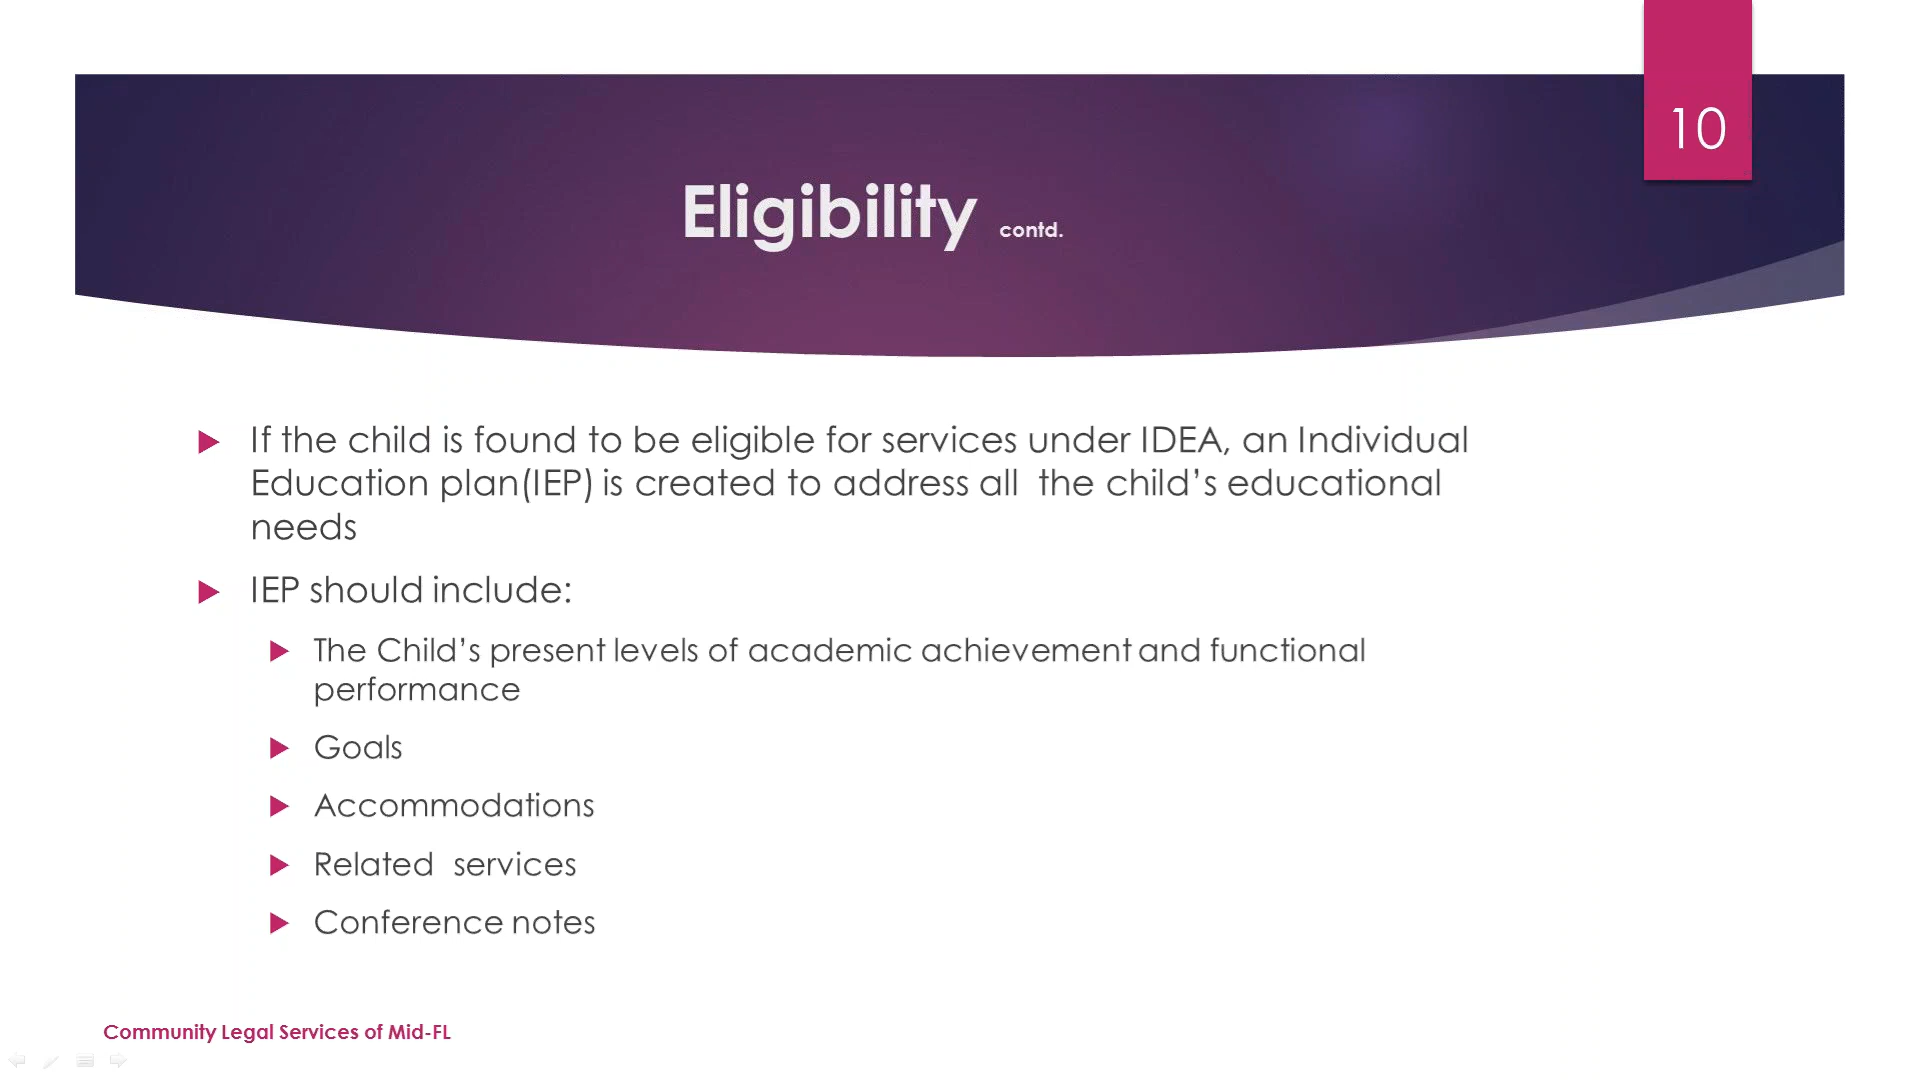 10
Eligibility contd.
If the child is found to be eligible for services under IDEA, an Individual
Education plan(IEP) is created to address all  the child’s educational
needs
IEP should include:
The Child’s present levels of academic achievement and functional
performance
Goals
Accommodations
Related  services
Conference notes
Community Legal Services of Mid-FL